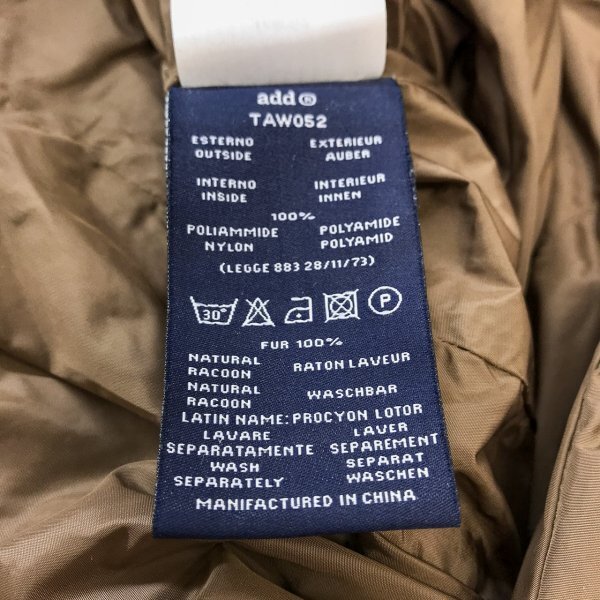 add®
TAW052
ESTERNO EXTERIEUR
OUTSIDE AUBER
INTERNO INTERIEUR
INSIDE INNEN
100%
POLIAMMIDE POLYAMIDE
NYLON POLYAMID
(LEGGE 883 28/11/73)
30° P
FUR 100%
NATURAL RATON LAVEUR
RACOON
NATURAL WASCHBAR
RACOON
LATIN NAME: PROCYON LOTOR
LAVARE LAVER
SEPARATAMENTE SEPARÉMENT
WASH SEPARAT
SEPARATELY WASCHEN
MANIFACTURED IN CHINA